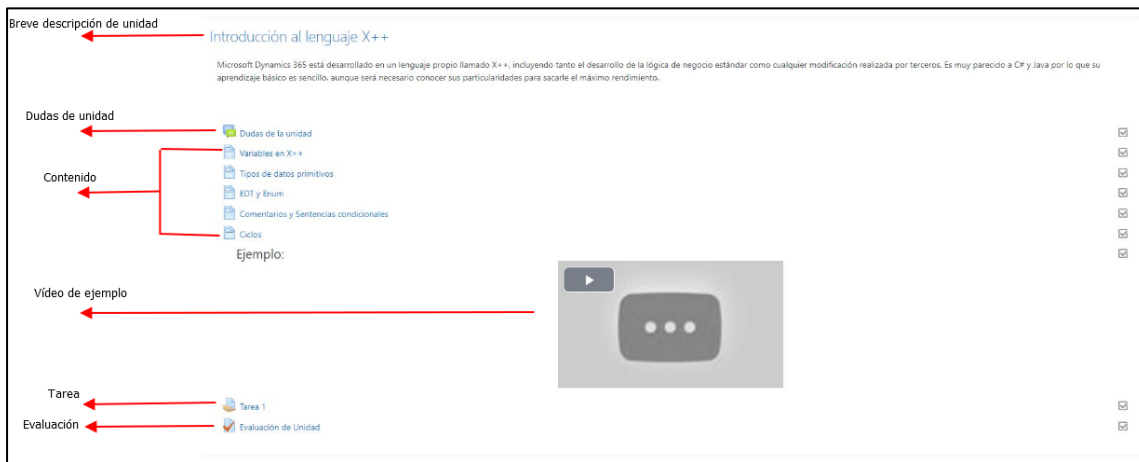 Breve descripción de unidad
Introducción al lenguaje X++
Microsoft Dynamics 365 está desarrollado en un lenguaje propio llamado X++, incluyendo tanto el desarrollo de la lógica de negocio estándar como cualquier modificación realizada por terceros. Es muy parecido a C# y Java por lo que su
aprendizaje básico es sencillo, aunque será necesario conocer sus particularidades para sacarle el máximo rendimiento.
Dudas de unidad
Dudas de la unidad
Variables en X++
Contenido
Tipos de datos primitivos
EDT y Enum
Comentarios y Sentencias condicionales
Ciclos
Ejemplo:
Vídeo de ejemplo
Tarea
Tarea 1
Evaluación
Evaluación de Unidad